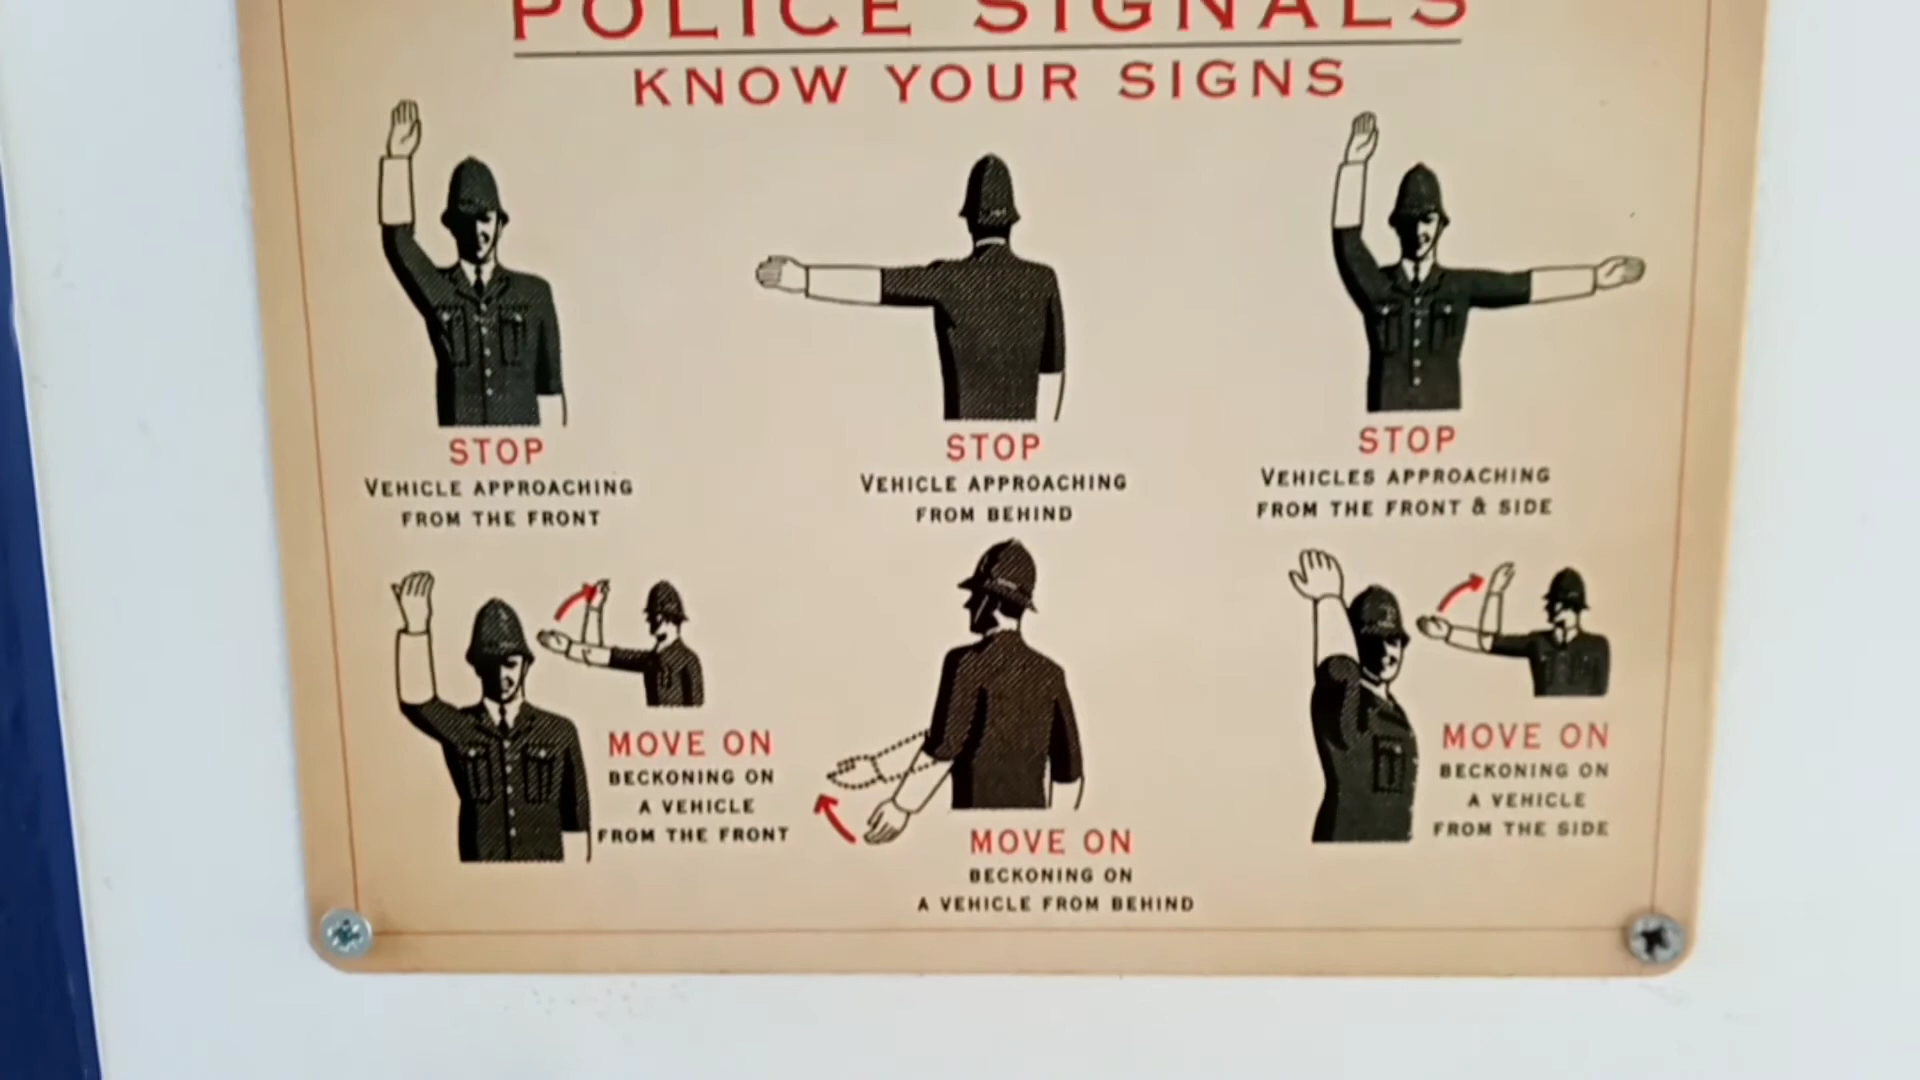 POLICE SIGNALS
KNOW YOUR SIGNS
STOP
VEHICLE APPROACHING
FROM THE FRONT
STOP
VEHICLE APPROACHING
FROM BEHIND
STOP
VEHICLES APPROACHING
FROM THE FRONT & SIDE
MOVE ON
BECKONING ON
A VEHICLE
FROM THE FRONT
MOVE ON
BECKONING ON
A VEHICLE FROM BEHIND
MOVE ON
BECKONING ON
A VEHICLE
FROM THE SIDE